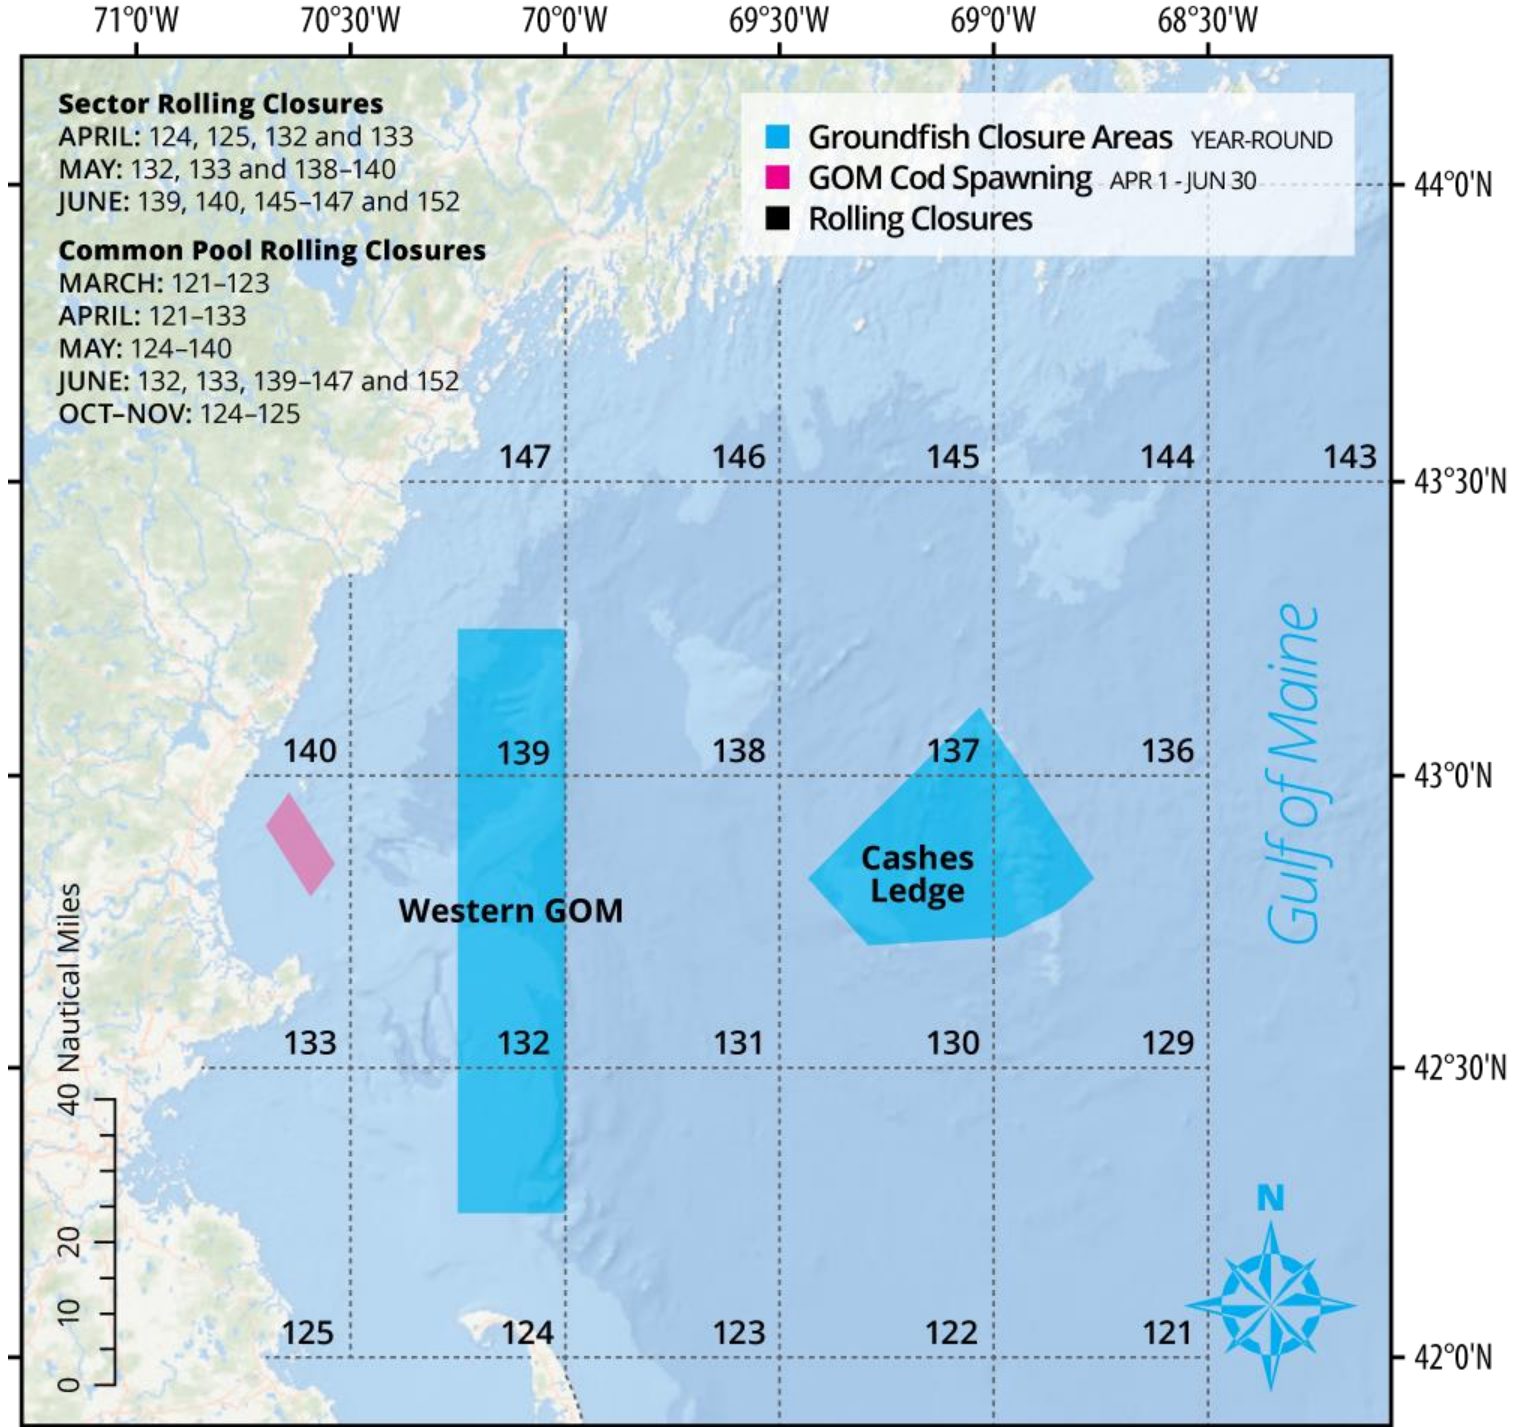 71°0'W 70°30'W 70°0'W 69°30'W 69°0'W 68°30'W
Sector Rolling Closures
APRIL: 124, 125, 132 and 133
MAY: 132, 133 and 138–140
JUNE: 139, 140, 145–147 and 152
Common Pool Rolling Closures
MARCH: 121–123
APRIL: 121–133
MAY: 124–140
JUNE: 132, 133, 139–147 and 152
OCT–NOV: 124–125
Groundfish Closure Areas YEAR-ROUND
GOM Cod Spawning APR 1 - JUN 30
Rolling Closures
44°0'N
147 146 145 144 143
43°30'N
Gulf of Maine
140 139 138 137 136
43°0'N
Cashes
Ledge
Western GOM
133 132 131 130 129
42°30'N
40 Nautical Miles
20
10
0
N
125 124 123 122 121
42°0'N